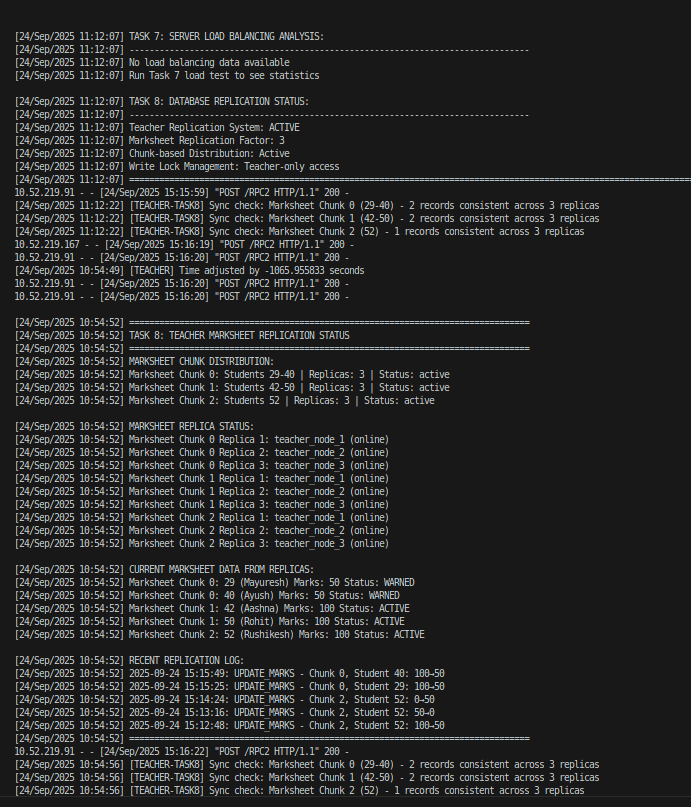 [24/Sep/2025 11:12:07] TASK 7: SERVER LOAD BALANCING ANALYSIS:
[24/Sep/2025 11:12:07] --------------------------------------------------------------------------------
[24/Sep/2025 11:12:07] No load balancing data available
[24/Sep/2025 11:12:07] Run Task 7 load test to see statistics
[24/Sep/2025 11:12:07] TASK 8: DATABASE REPLICATION STATUS:
[24/Sep/2025 11:12:07] --------------------------------------------------------------------------------
[24/Sep/2025 11:12:07] Teacher Replication System: ACTIVE
[24/Sep/2025 11:12:07] Marksheet Replication Factor: 3
[24/Sep/2025 11:12:07] Chunk-based Distribution: Active
[24/Sep/2025 11:12:07] Write Lock Management: Teacher-only access
[24/Sep/2025 11:12:07] ================================================================================================================
10.52.219.91 - - [24/Sep/2025 15:15:59] "POST /RPC2 HTTP/1.1" 200 -
[24/Sep/2025 11:12:22] [TEACHER-TASK8] Sync check: Marksheet Chunk 0 (29-40) - 2 records consistent across 3 replicas
[24/Sep/2025 11:12:22] [TEACHER-TASK8] Sync check: Marksheet Chunk 1 (42-50) - 2 records consistent across 3 replicas
[24/Sep/2025 11:12:22] [TEACHER-TASK8] Sync check: Marksheet Chunk 2 (52) - 1 records consistent across 3 replicas
10.52.219.167 - - [24/Sep/2025 15:16:19] "POST /RPC2 HTTP/1.1" 200 -
10.52.219.91 - - [24/Sep/2025 15:16:20] "POST /RPC2 HTTP/1.1" 200 -
[24/Sep/2025 10:54:49] [TEACHER] Time adjusted by -1065.955833 seconds
10.52.219.91 - - [24/Sep/2025 15:16:20] "POST /RPC2 HTTP/1.1" 200 -
10.52.219.91 - - [24/Sep/2025 15:16:20] "POST /RPC2 HTTP/1.1" 200 -
[24/Sep/2025 10:54:52] ================================================================================
[24/Sep/2025 10:54:52] TASK 8: TEACHER MARKSHEET REPLICATION STATUS
[24/Sep/2025 10:54:52] ================================================================================
[24/Sep/2025 10:54:52] MARKSHEET CHUNK DISTRIBUTION:
[24/Sep/2025 10:54:52] Marksheet Chunk 0: Students 29-40 | Replicas: 3 | Status: active
[24/Sep/2025 10:54:52] Marksheet Chunk 1: Students 42-50 | Replicas: 3 | Status: active
[24/Sep/2025 10:54:52] Marksheet Chunk 2: Students 52 | Replicas: 3 | Status: active
[24/Sep/2025 10:54:52] MARKSHEET REPLICA STATUS:
[24/Sep/2025 10:54:52] Marksheet Chunk 0 Replica 1: teacher_node_1 (online)
[24/Sep/2025 10:54:52] Marksheet Chunk 0 Replica 2: teacher_node_2 (online)
[24/Sep/2025 10:54:52] Marksheet Chunk 0 Replica 3: teacher_node_3 (online)
[24/Sep/2025 10:54:52] Marksheet Chunk 1 Replica 1: teacher_node_1 (online)
[24/Sep/2025 10:54:52] Marksheet Chunk 1 Replica 2: teacher_node_2 (online)
[24/Sep/2025 10:54:52] Marksheet Chunk 1 Replica 3: teacher_node_3 (online)
[24/Sep/2025 10:54:52] Marksheet Chunk 2 Replica 1: teacher_node_1 (online)
[24/Sep/2025 10:54:52] Marksheet Chunk 2 Replica 2: teacher_node_2 (online)
[24/Sep/2025 10:54:52] Marksheet Chunk 2 Replica 3: teacher_node_3 (online)
[24/Sep/2025 10:54:52] CURRENT MARKSHEET DATA FROM REPLICAS:
[24/Sep/2025 10:54:52] Marksheet Chunk 0: 29 (Mayuresh) Marks: 50 Status: WARNED
[24/Sep/2025 10:54:52] Marksheet Chunk 0: 40 (Ayush) Marks: 50 Status: WARNED
[24/Sep/2025 10:54:52] Marksheet Chunk 1: 42 (Aashna) Marks: 100 Status: ACTIVE
[24/Sep/2025 10:54:52] Marksheet Chunk 1: 50 (Rohit) Marks: 100 Status: ACTIVE
[24/Sep/2025 10:54:52] Marksheet Chunk 2: 52 (Rushikesh) Marks: 100 Status: ACTIVE
[24/Sep/2025 10:54:52] RECENT REPLICATION LOG:
[24/Sep/2025 10:54:52] 2025-09-24 15:15:49: UPDATE_MARKS - Chunk 0, Student 40: 100→50
[24/Sep/2025 10:54:52] 2025-09-24 15:15:25: UPDATE_MARKS - Chunk 0, Student 29: 100→50
[24/Sep/2025 10:54:52] 2025-09-24 15:14:24: UPDATE_MARKS - Chunk 2, Student 52: 0→50
[24/Sep/2025 10:54:52] 2025-09-24 15:13:16: UPDATE_MARKS - Chunk 2, Student 52: 50→0
[24/Sep/2025 10:54:52] 2025-09-24 15:12:48: UPDATE_MARKS - Chunk 2, Student 52: 100→50
[24/Sep/2025 10:54:52] ================================================================================
10.52.219.91 - - [24/Sep/2025 15:16:22] "POST /RPC2 HTTP/1.1" 200 -
[24/Sep/2025 10:54:56] [TEACHER-TASK8] Sync check: Marksheet Chunk 0 (29-40) - 2 records consistent across 3 replicas
[24/Sep/2025 10:54:56] [TEACHER-TASK8] Sync check: Marksheet Chunk 1 (42-50) - 2 records consistent across 3 replicas
[24/Sep/2025 10:54:56] [TEACHER-TASK8] Sync check: Marksheet Chunk 2 (52) - 1 records consistent across 3 replicas